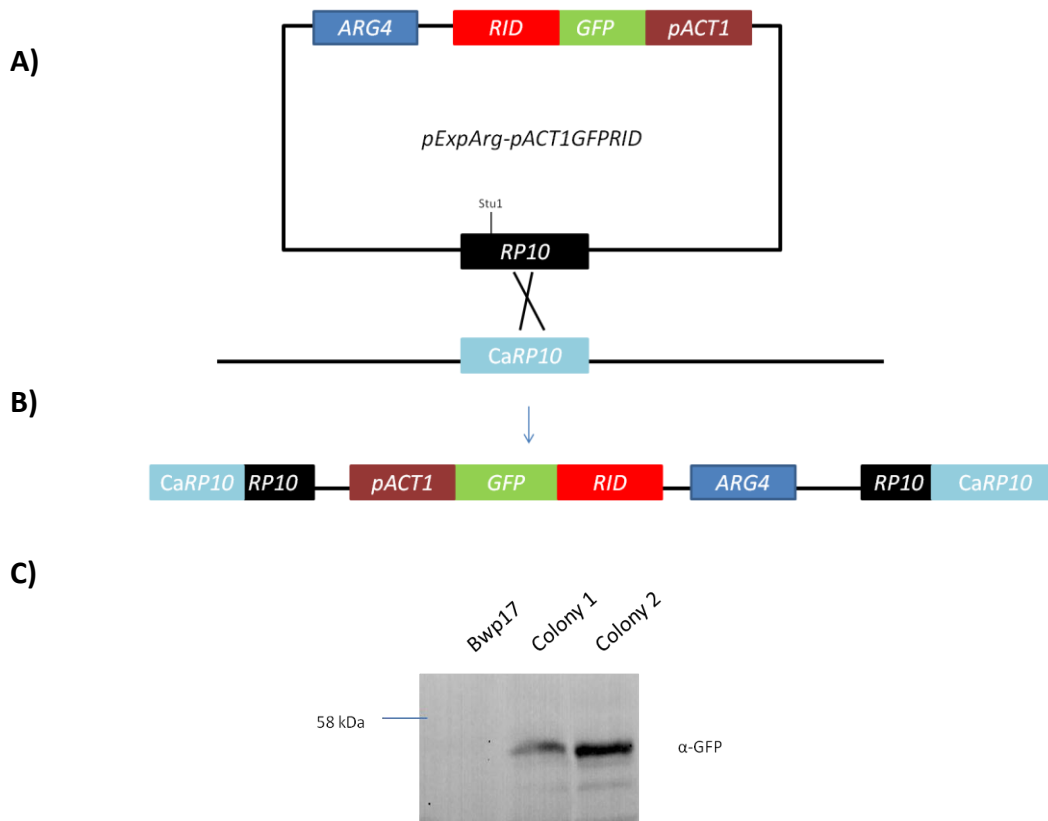 A)
ARG4 RID GFP pACT1
pExpArg-pACT1GFPRID
Stu1
RP10
CaRP10
B)
CaRP10 RP10 pACT1 GFP RID ARG4 RP10 CaRP10
C)
Bwp17 Colony 1 Colony 2
58 kDa
α-GFP